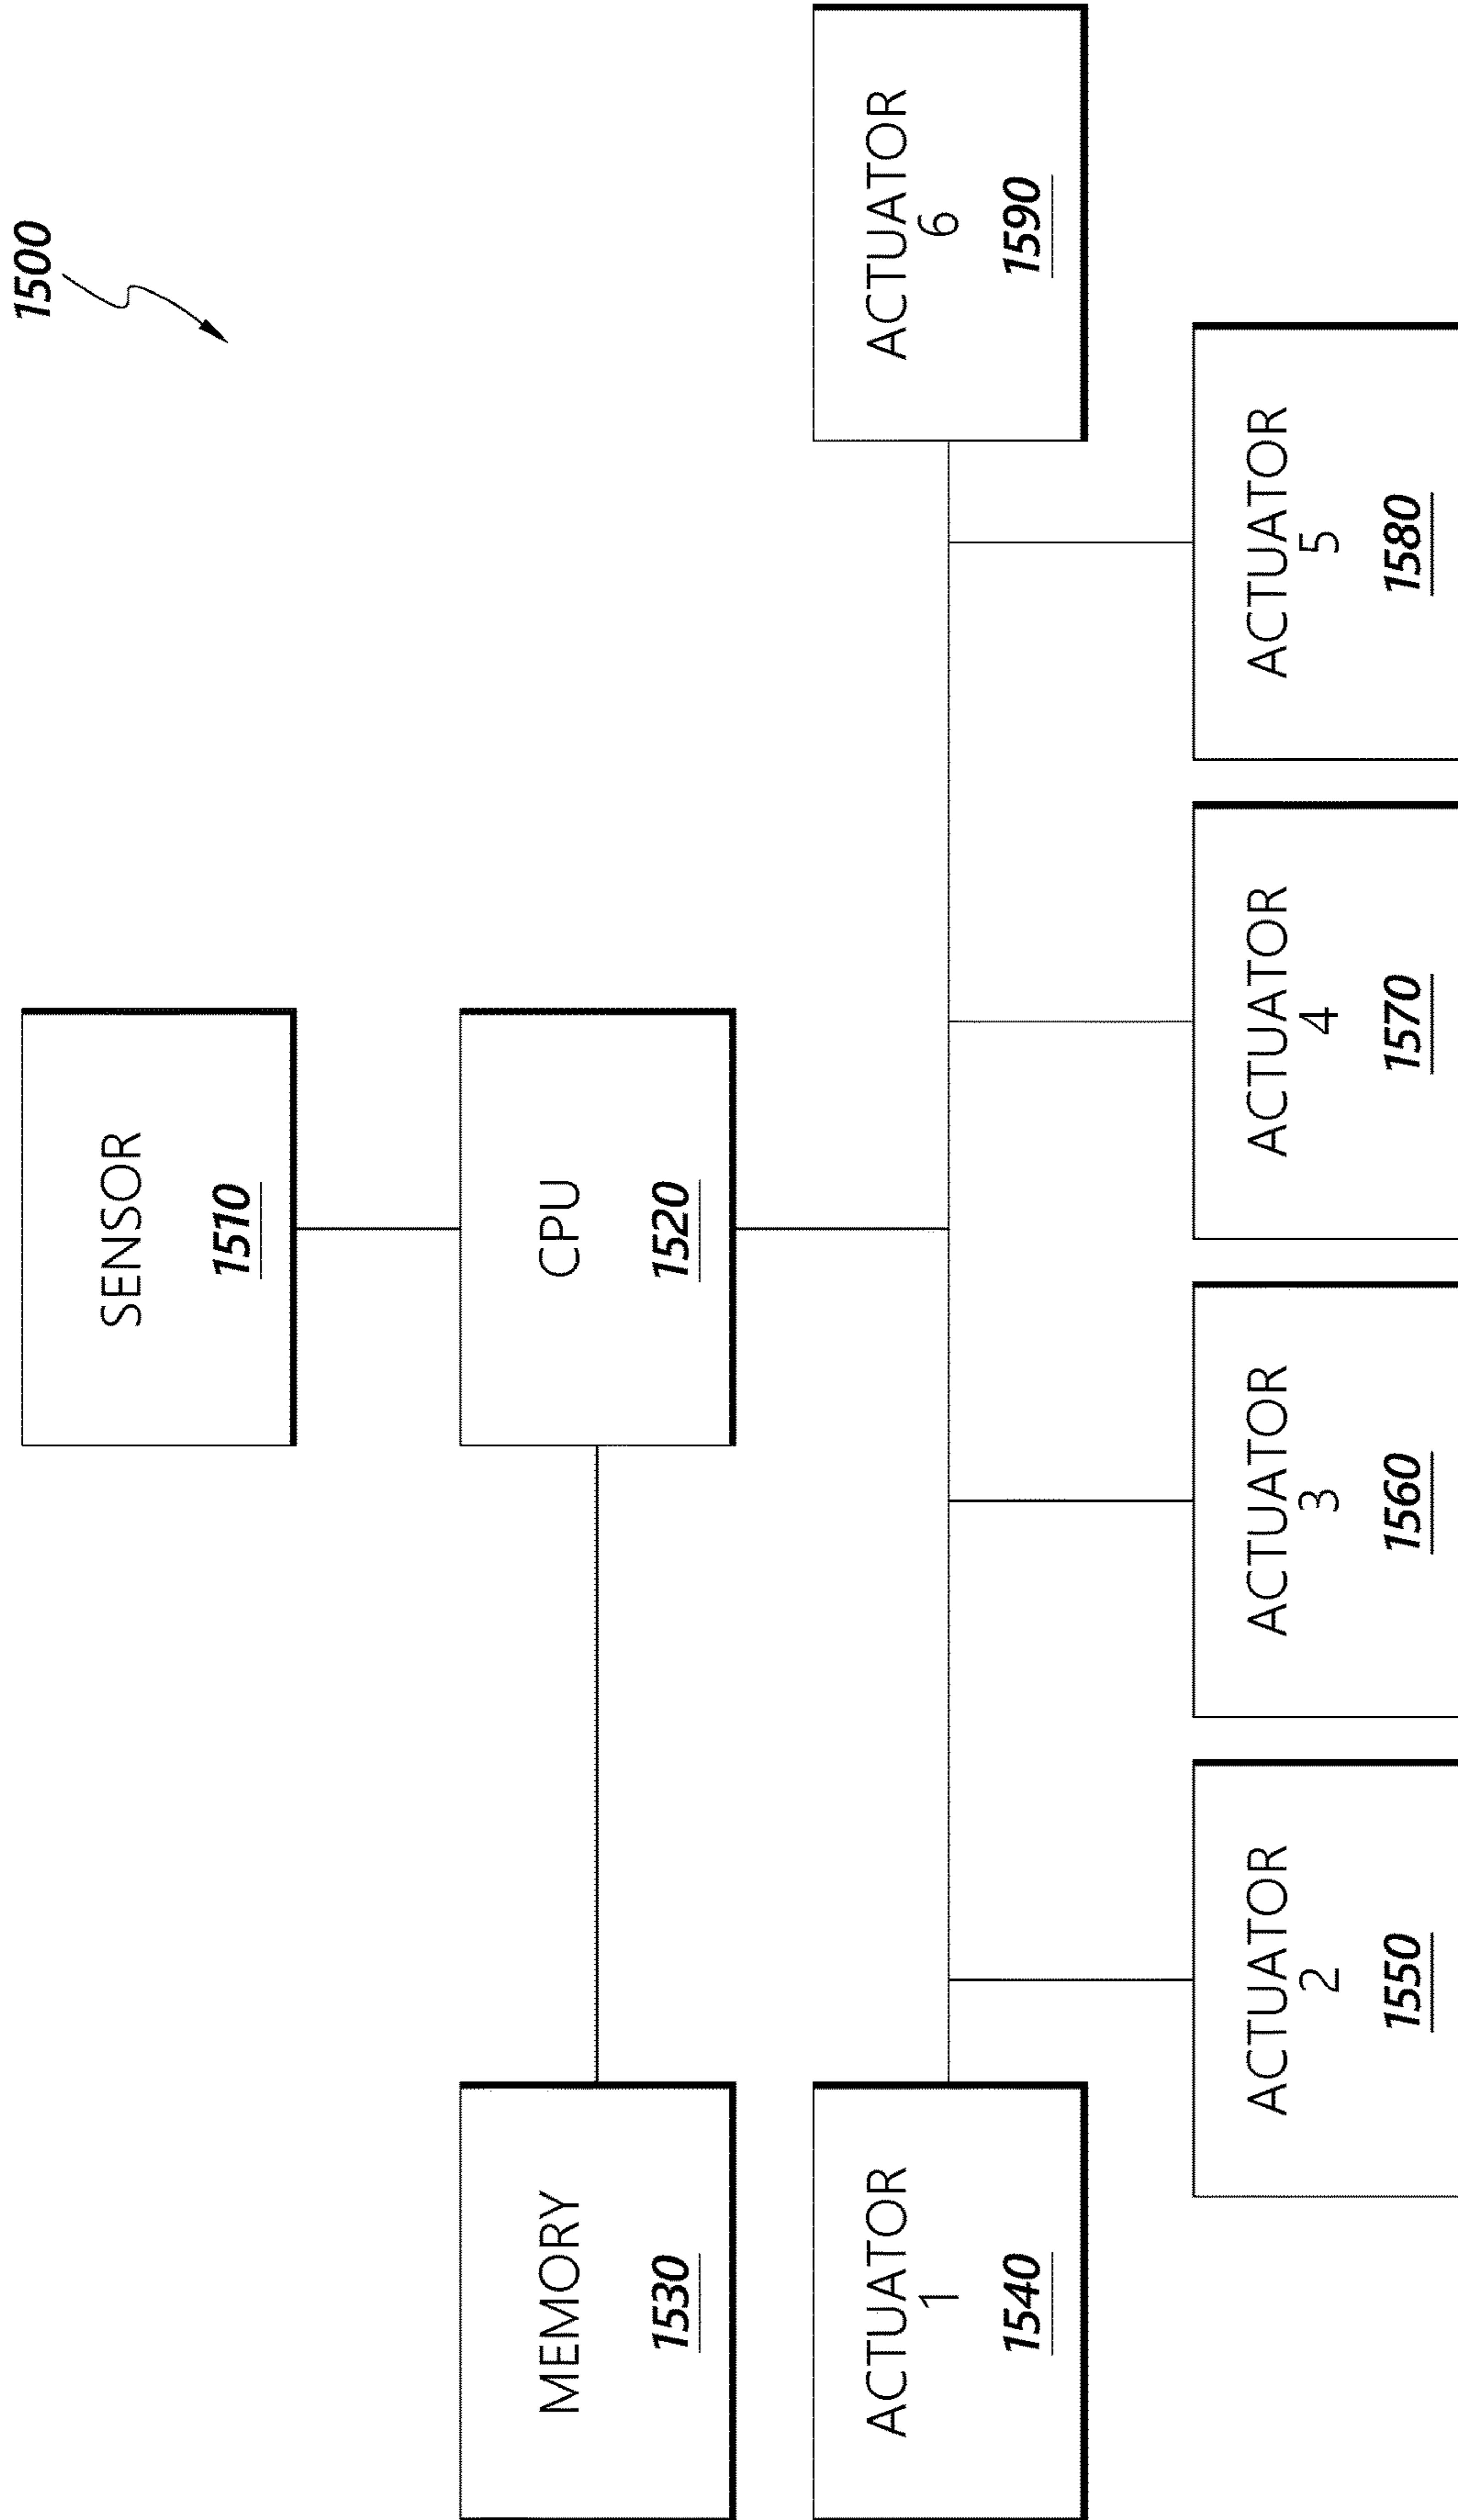 1500
SENSOR
1510
MEMORY
1530
CPU
1520
ACTUATOR
1
1540
ACTUATOR
6
1590
ACTUATOR
2
1550
ACTUATOR
3
1560
ACTUATOR
4
1570
ACTUATOR
5
1580